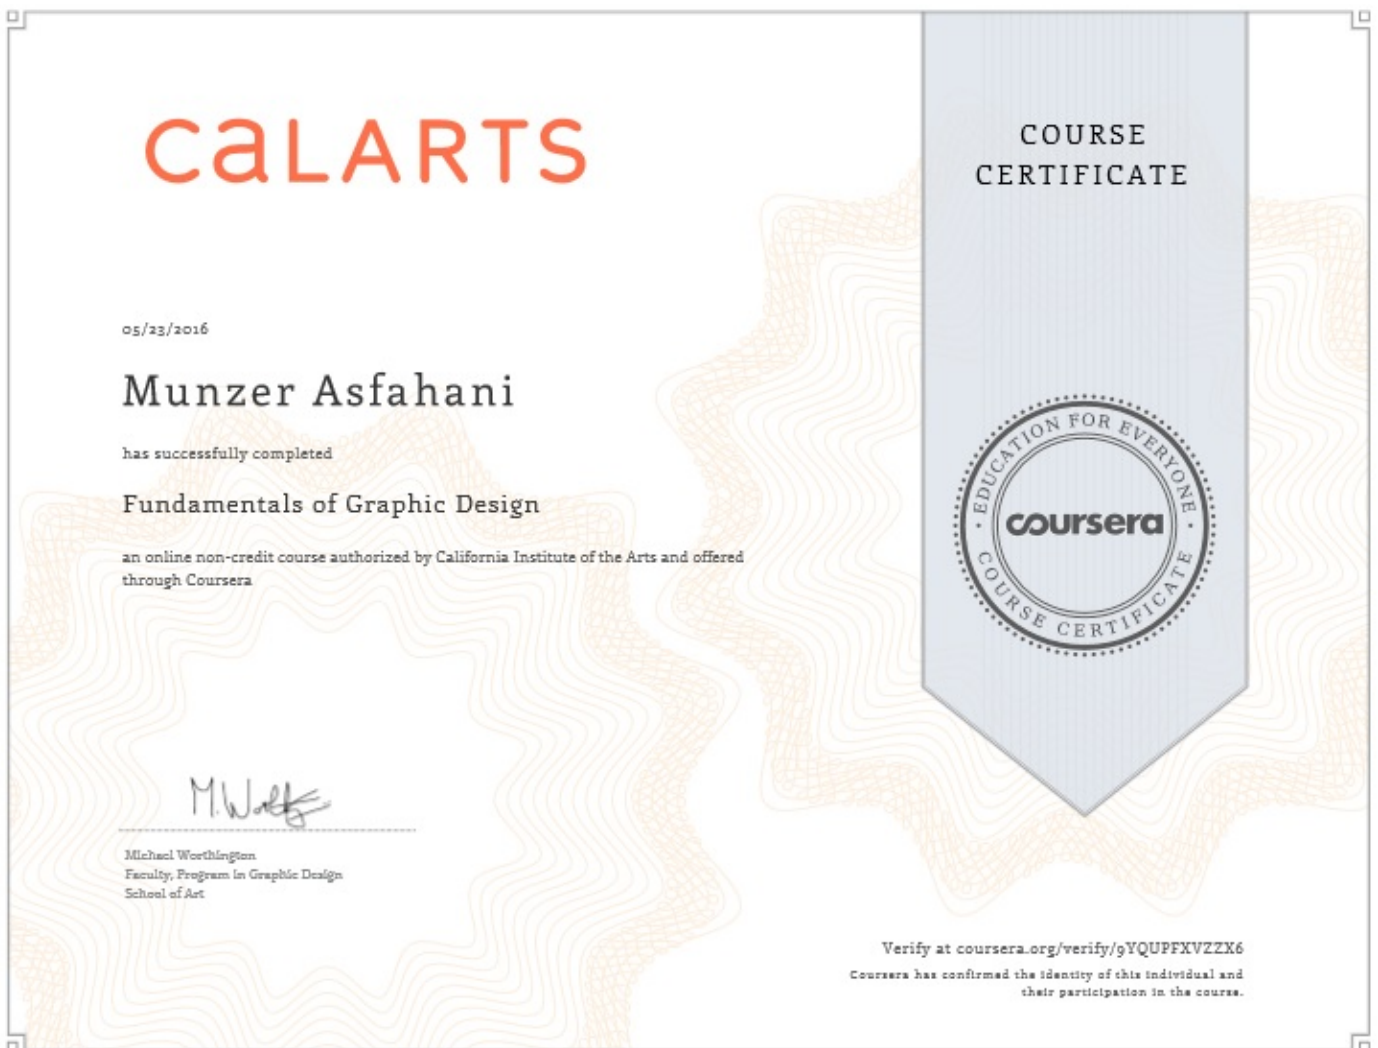 CaLARTS
COURSE
CERTIFICATE
05/23/2016
Munzer Asfahani
has successfully completed
Fundamentals of Graphic Design
an online non-credit course authorized by California Institute of the Arts and offered
through Coursera
EDUCATION FOR EVERYONE
coursera
COURSE CERTIFICATE
M.Worth
Michael Worthington
Faculty, Program in Graphic Design
School of Art
Verify at coursera.org/verify/9YQUPFXVZZX6
Coursera has confirmed the identity of this individual and
their participation in the course.